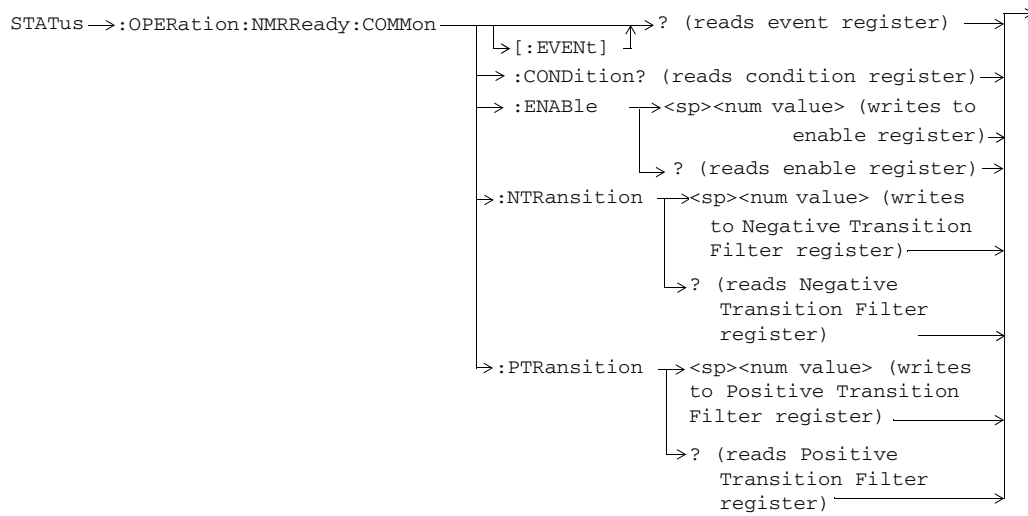 STATus :OPERation:NMRReady:COMMon ? (reads event register)
[:EVENt]
:CONDition? (reads condition register)
:ENABle <sp><num value> (writes to
enable register)
? (reads enable register)
:NTRansition <sp><num value> (writes
to Negative Transition
Filter register)
? (reads Negative
Transition Filter
register)
:PTRansition <sp><num value> (writes
to Positive Transition
Filter register)
? (reads Positive
Transition Filter
register)